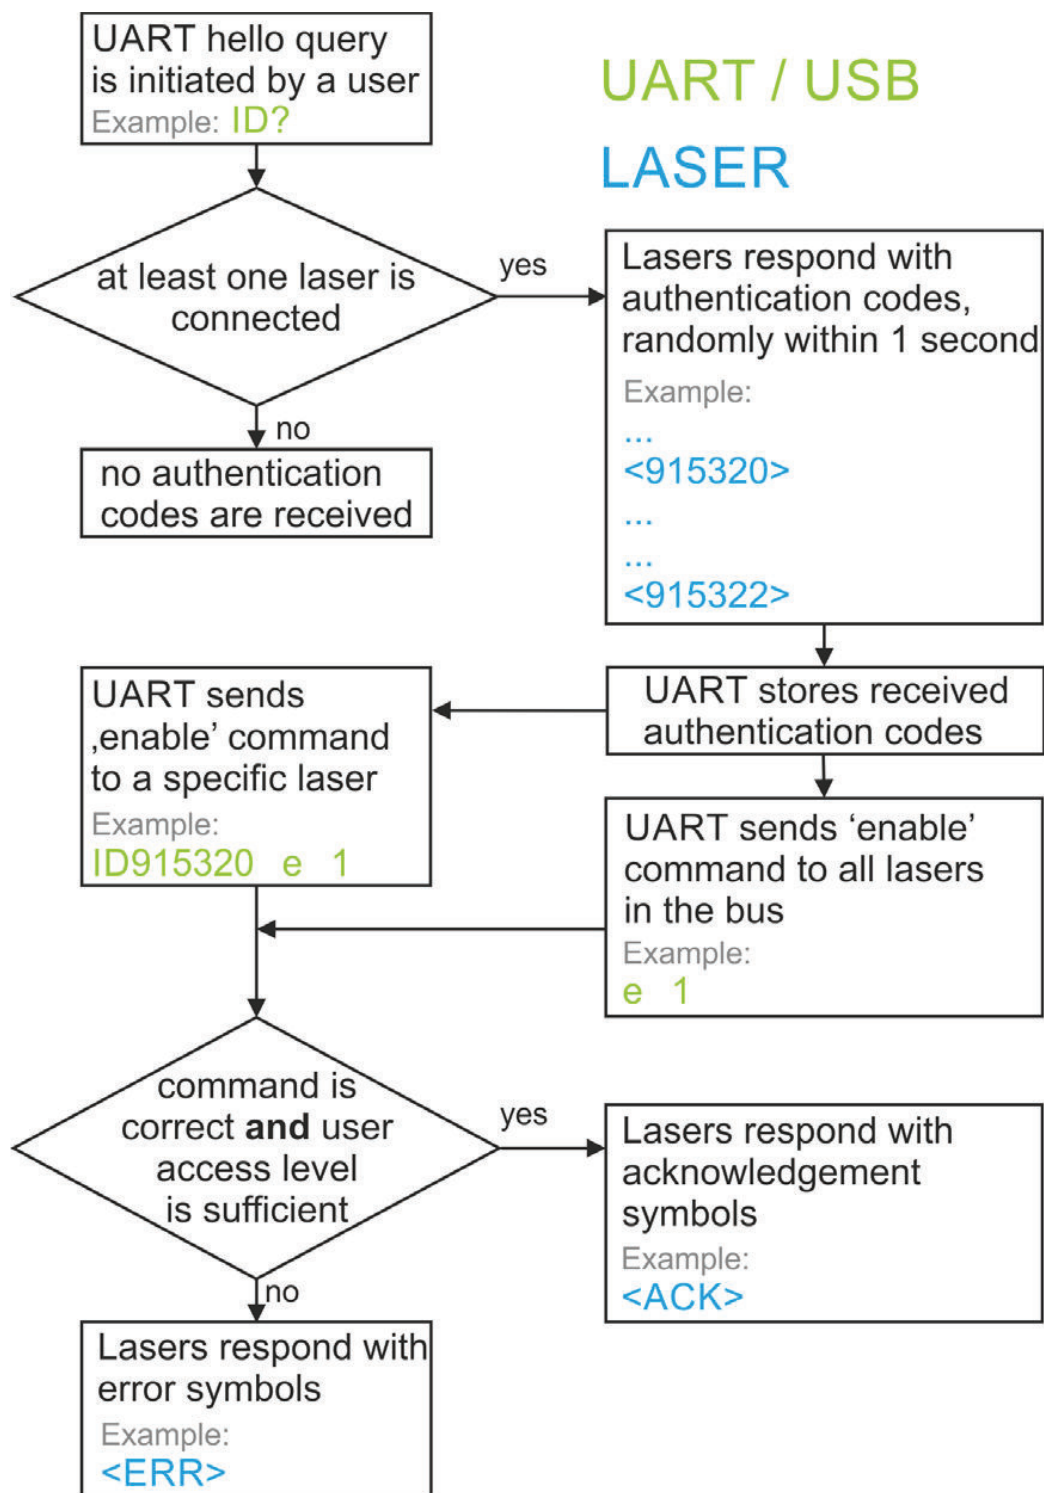 UART hello query
is initiated by a user
Example: ID?
UART / USB
LASER
at least one laser is
connected
yes
no
no authentication
codes are received
Lasers respond with
authentication codes,
randomly within 1 second
Example:
...
<915320>
...
...
<915322>
UART stores received
authentication codes
UART sends
‚enable’ command
to a specific laser
Example:
ID915320 e 1
UART sends ‘enable’
command to all lasers
in the bus
Example:
e 1
command is
correct and user
access level
is sufficient
yes
no
Lasers respond with
acknowledgement
symbols
Example:
<ACK>
Lasers respond with
error symbols
Example:
<ERR>